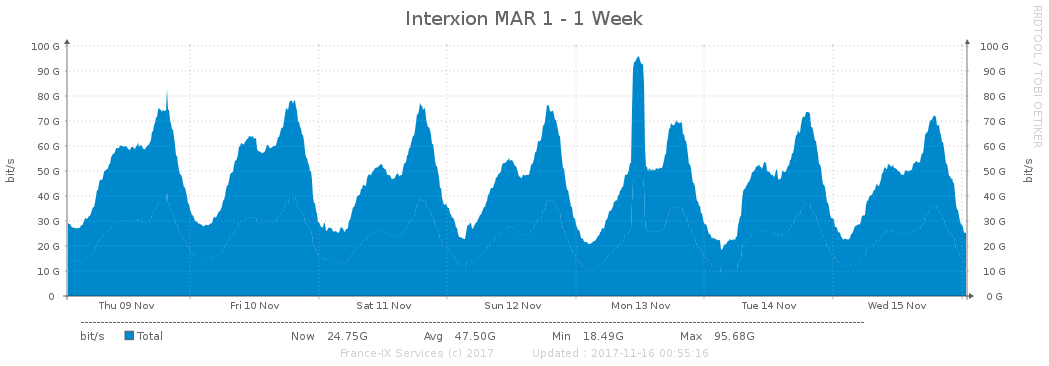 Interxion MAR 1 - 1 Week
RRDTOOL / TOBI OETIKER
bit/s
100 G 100 G
90 G 90 G
80 G 80 G
70 G 70 G
60 G 60 G
50 G 50 G
40 G 40 G
30 G 30 G
20 G 20 G
10 G 10 G
0 0 G
bit/s
Thu 09 Nov Fri 10 Nov Sat 11 Nov Sun 12 Nov Mon 13 Nov Tue 14 Nov Wed 15 Nov
bit/s Total Now 24.75G Avg 47.50G Min 18.49G Max 95.68G
France-IX Services (c) 2017 Updated : 2017-11-16 00:55:16